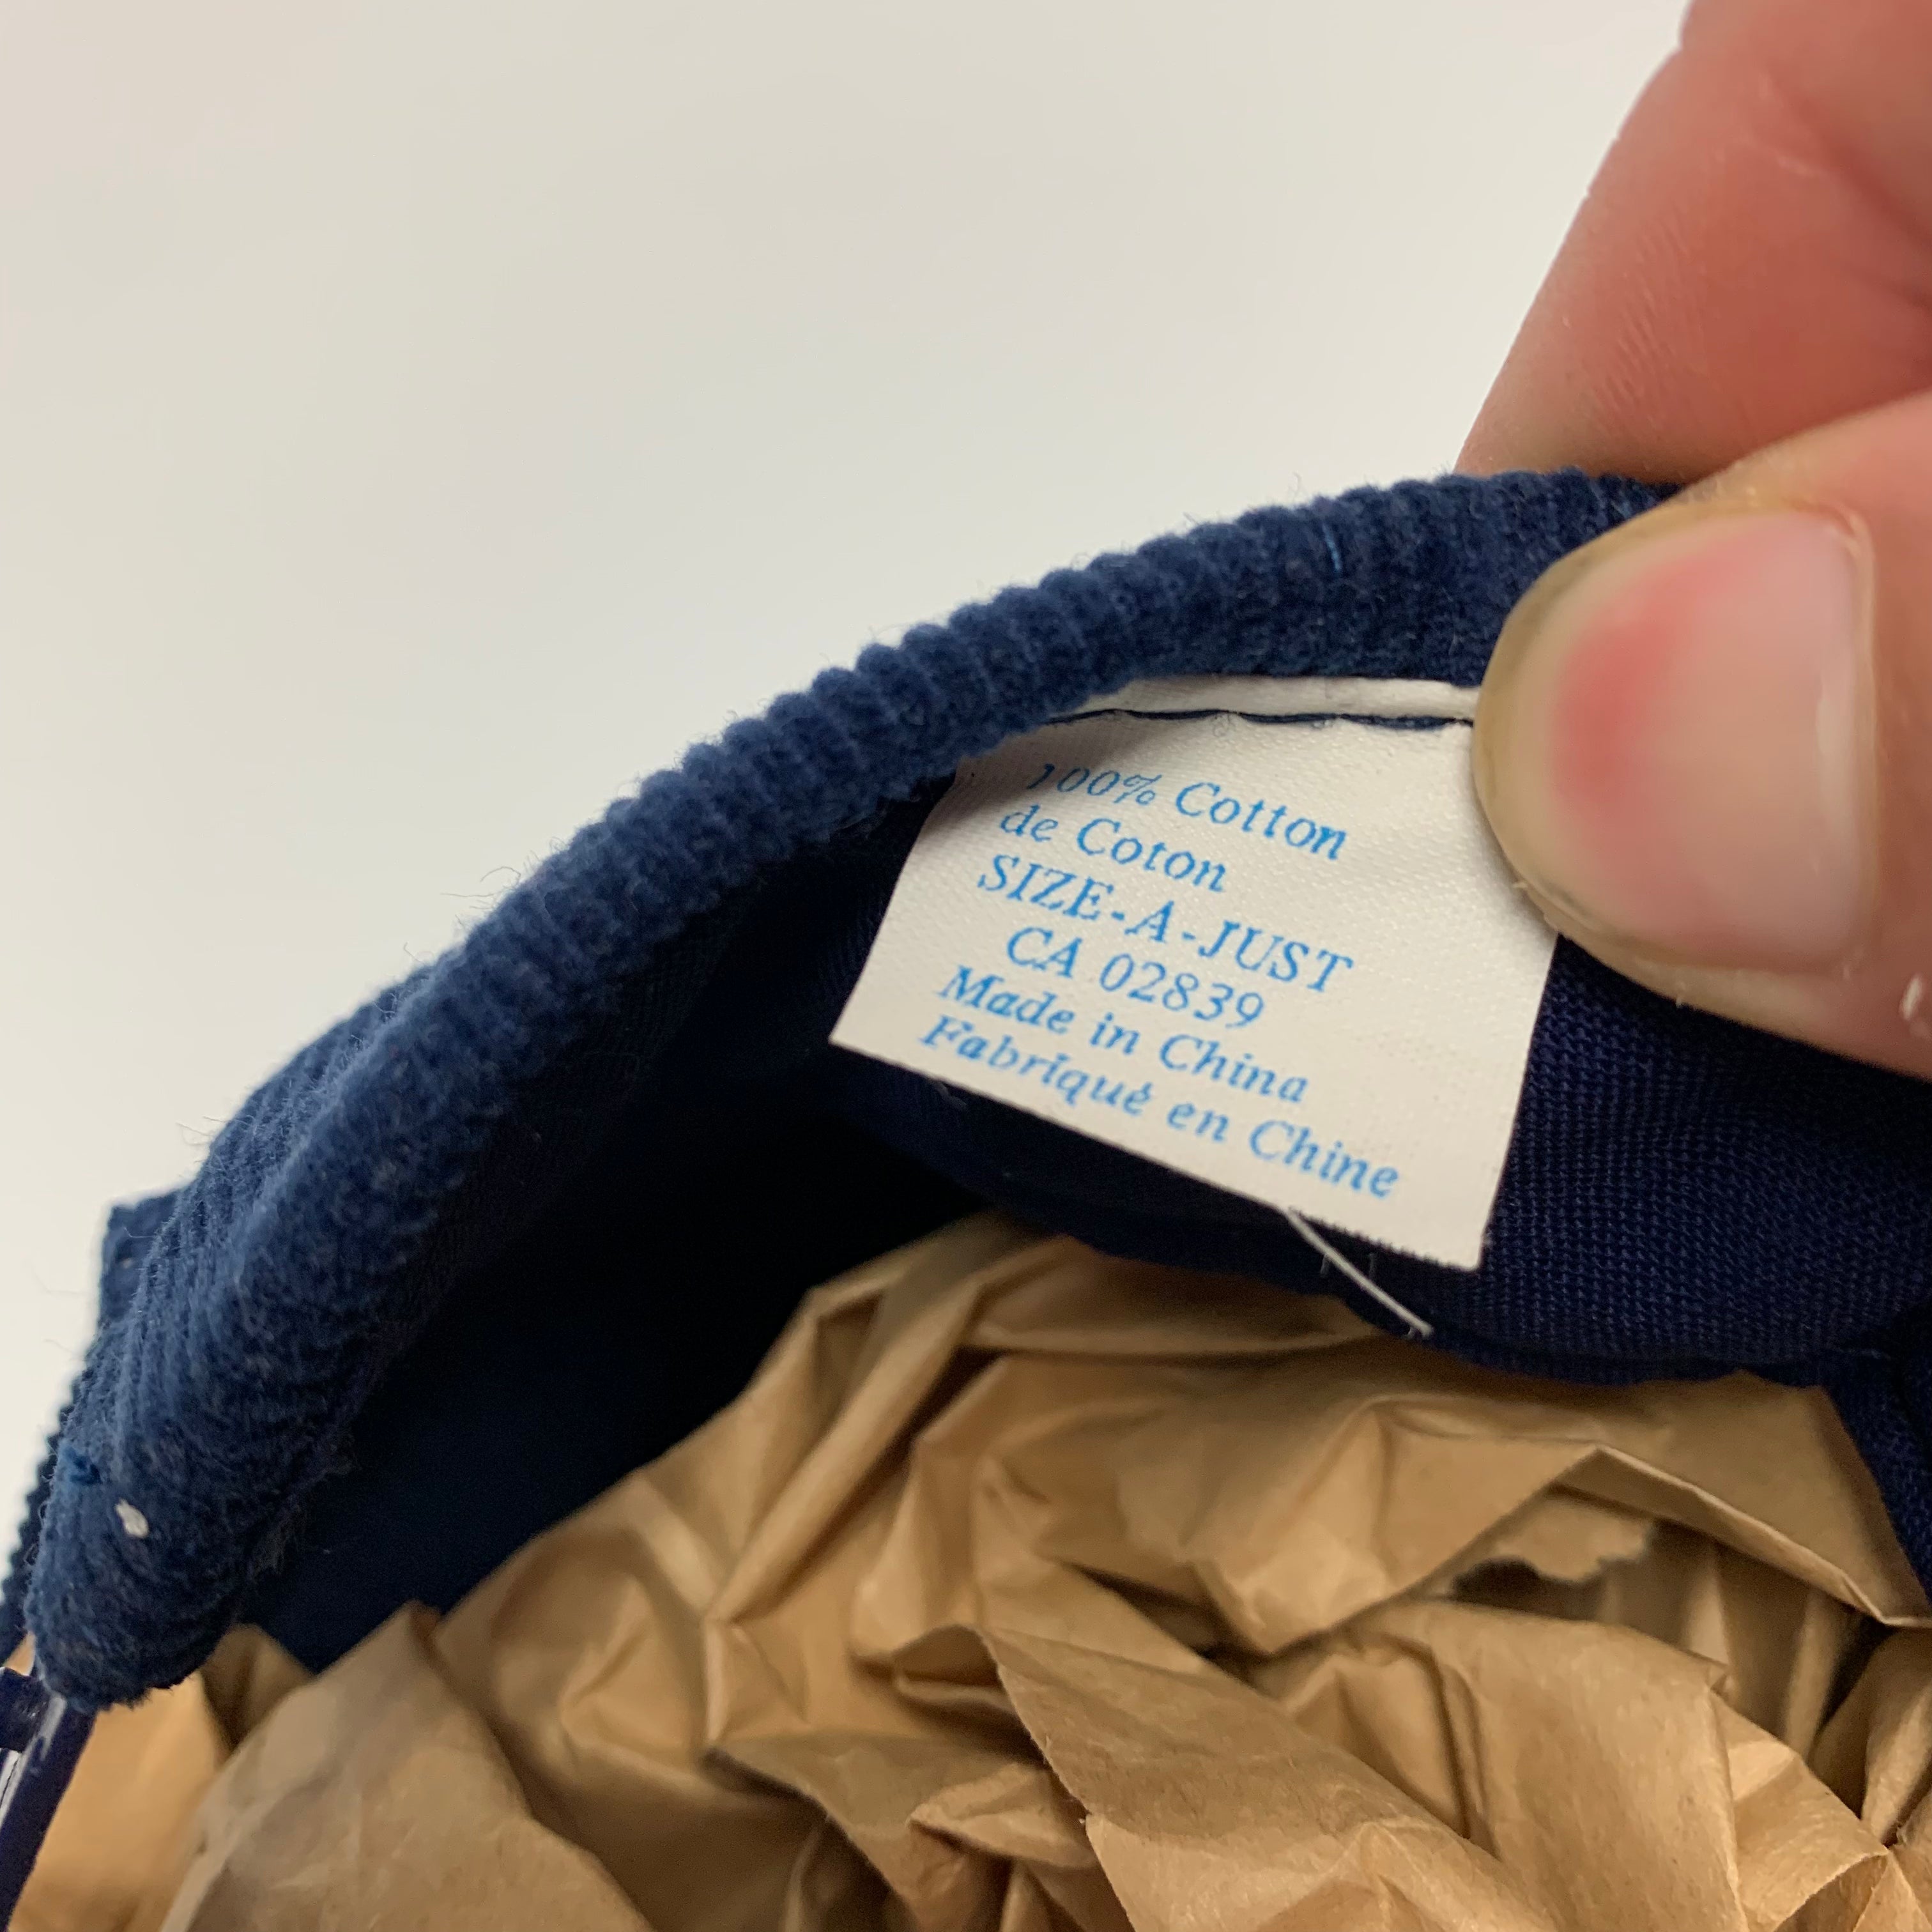 100% Cotton
de Coton
SIZE-A-JUST
CA 02839
Made in China
Fabriqué en Chine